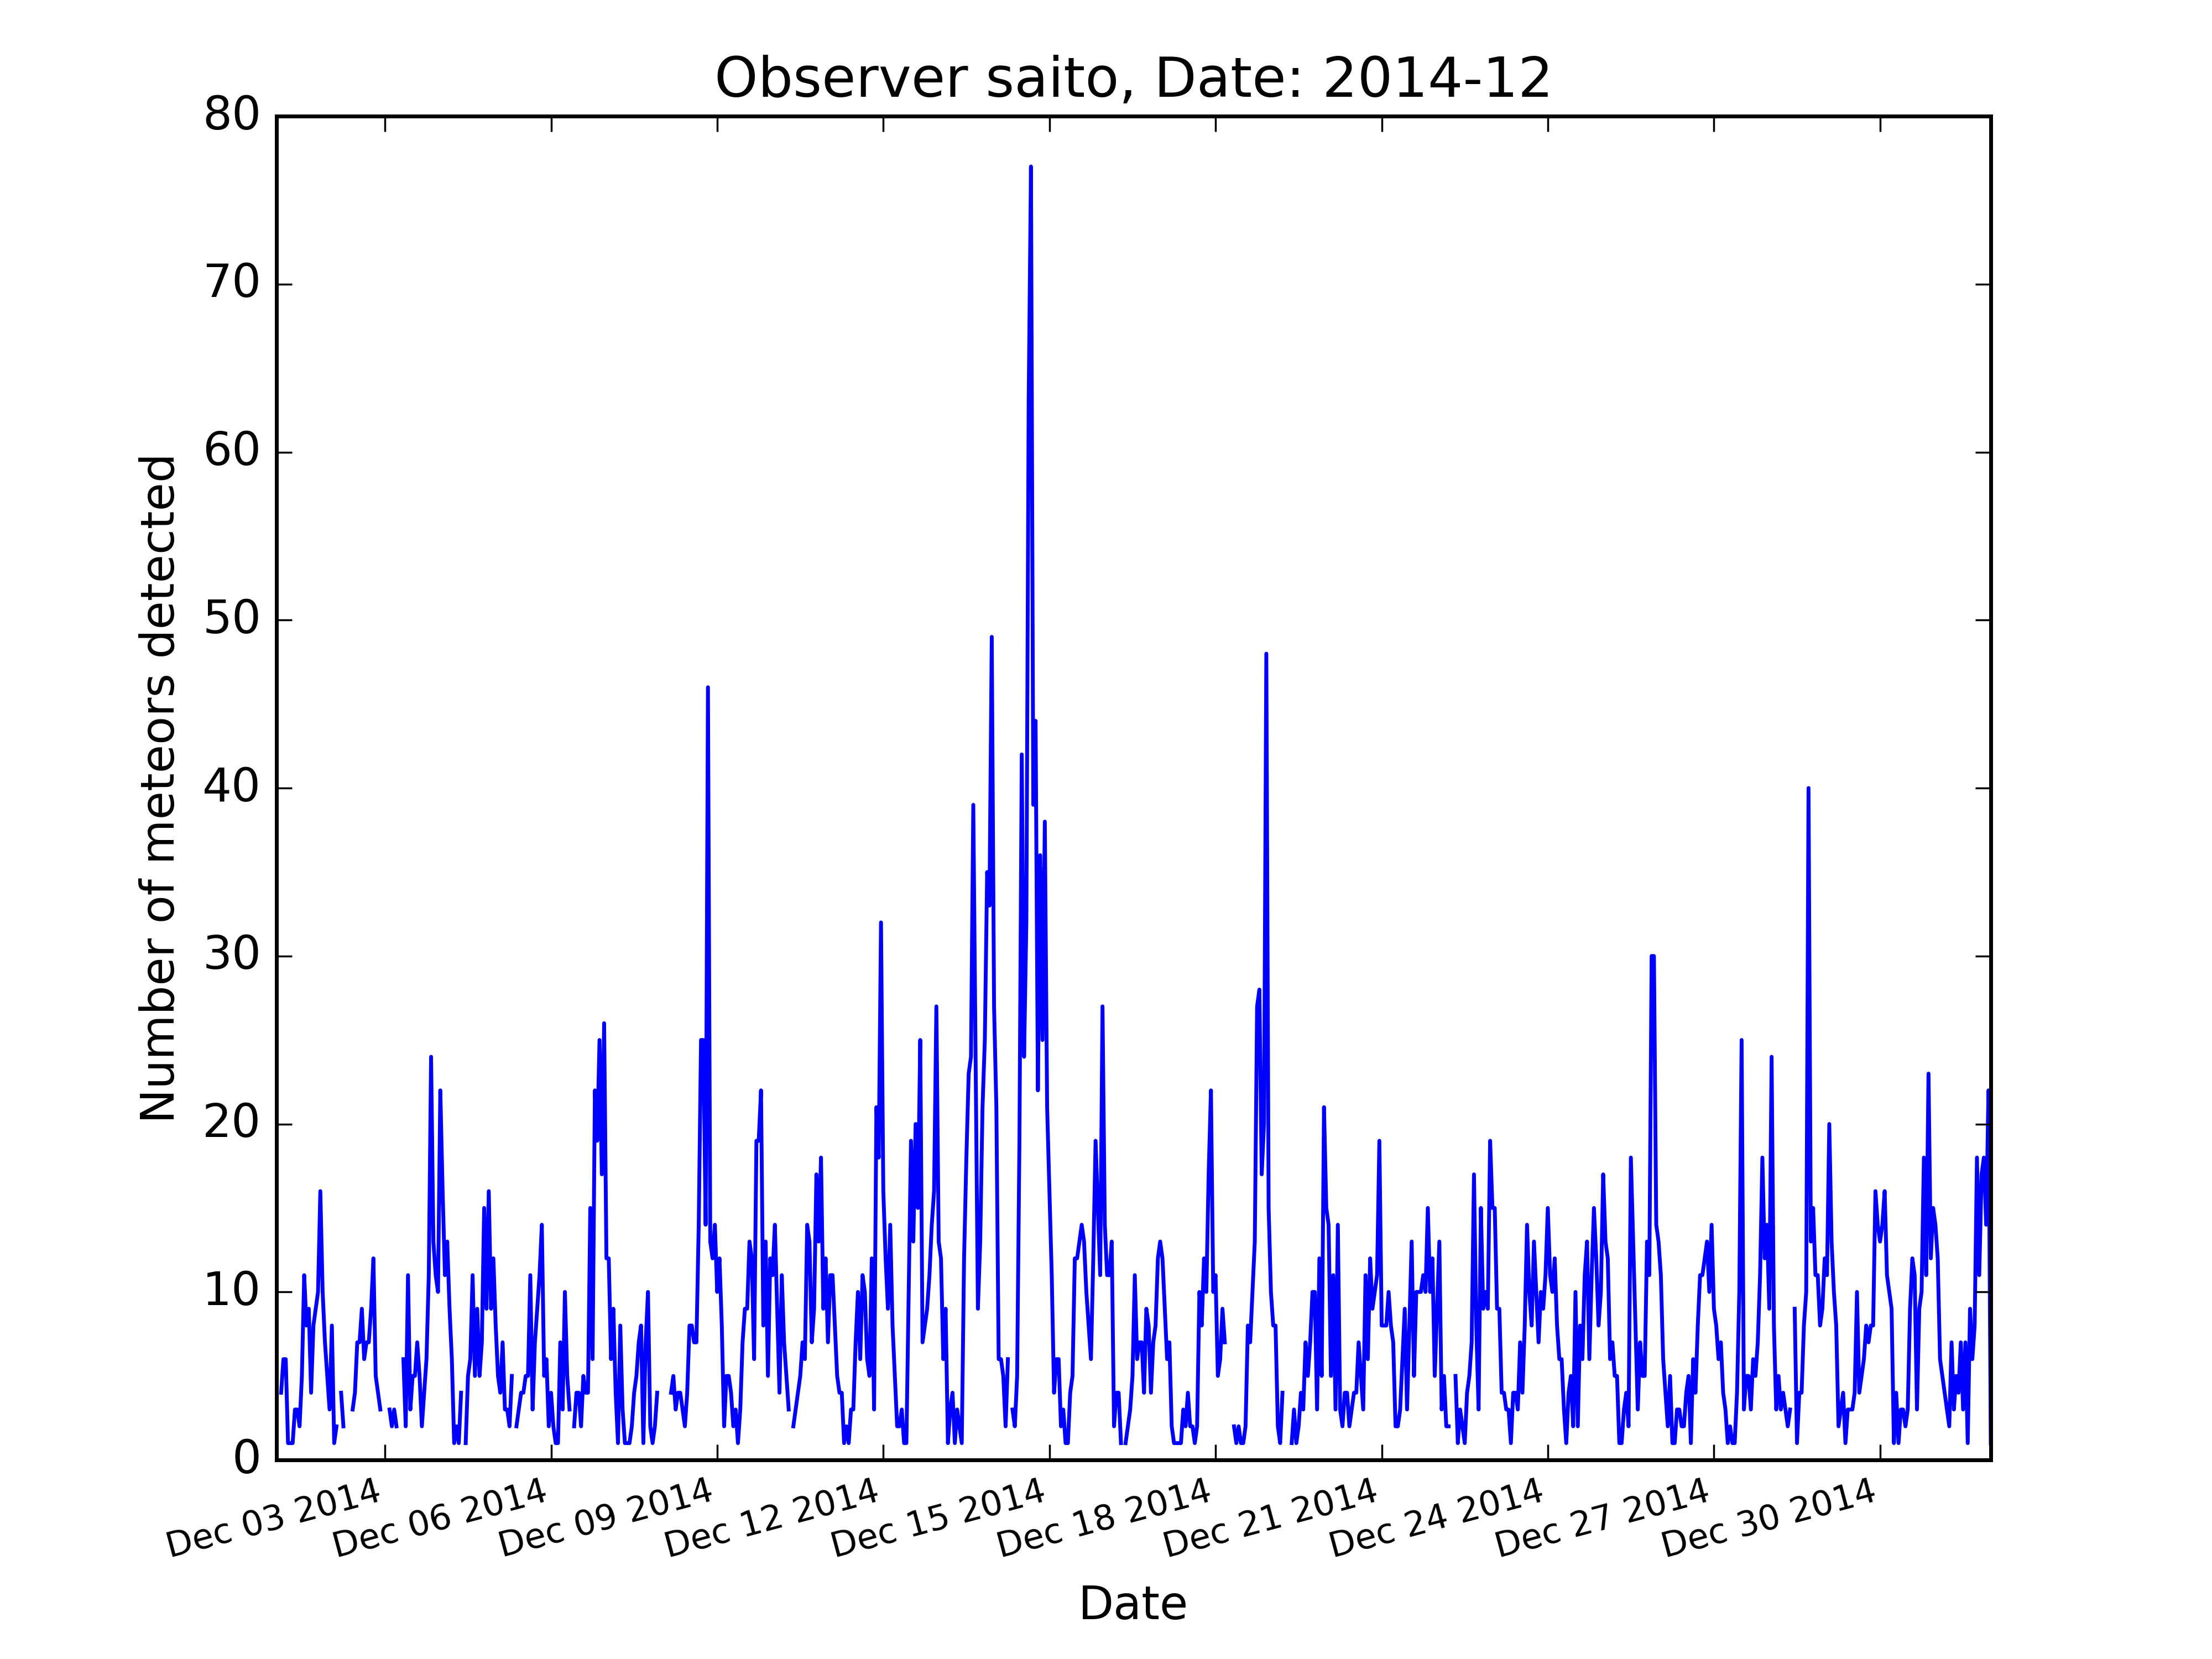 Observer saito, Date: 2014-12
80
70
60
50
40
30
20
10
0
Number of meteors detected
Dec 03 2014
Dec 06 2014
Dec 09 2014
Dec 12 2014
Dec 15 2014
Dec 18 2014
Dec 21 2014
Dec 24 2014
Dec 27 2014
Dec 30 2014
Date